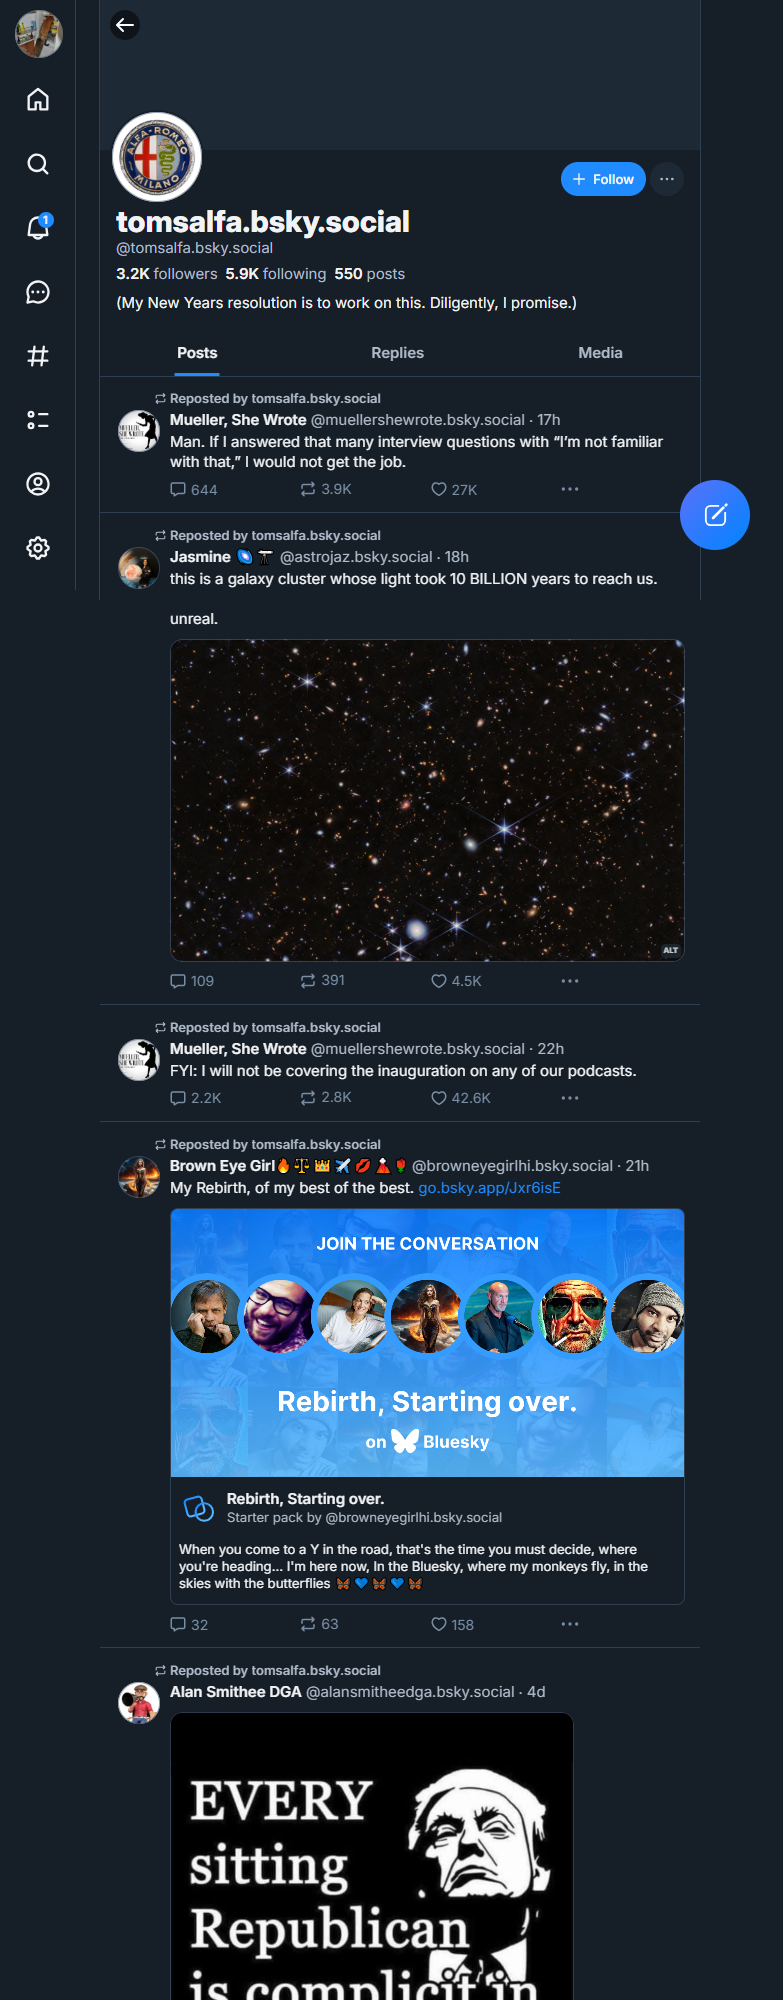 ALFA-ROMEO
MILANO
+ Follow
tomsalfa.bsky.social
@tomsalfa.bsky.social
3.2K followers 5.9K following 550 posts
(My New Years resolution is to work on this. Diligently, I promise.)
1
Posts Replies Media
Reposted by tomsalfa.bsky.social
Mueller, She Wrote @muellershewrote.bsky.social · 17h
Man. If I answered that many interview questions with “I’m not familiar
with that,” I would not get the job.
644 3.9K 27K
Reposted by tomsalfa.bsky.social
Jasmine @astrojaz.bsky.social · 18h
this is a galaxy cluster whose light took 10 BILLION years to reach us.
unreal.
ALT
109 391 4.5K
Reposted by tomsalfa.bsky.social
Mueller, She Wrote @muellershewrote.bsky.social · 22h
FYI: I will not be covering the inauguration on any of our podcasts.
2.2K 2.8K 42.6K
Reposted by tomsalfa.bsky.social
Brown Eye Girl🔥⚖️👑✈️💋🌋🌹 @browneyegirlhi.bsky.social · 21h
My Rebirth, of my best of the best. go.bsky.app/Jxr6isE
JOIN THE CONVERSATION
Rebirth, Starting over.
on Bluesky
Rebirth, Starting over.
Starter pack by @browneyegirlhi.bsky.social
When you come to a Y in the road, that's the time you must decide, where
you're heading... I'm here now, In the Bluesky, where my monkeys fly, in the
skies with the butterflies 🦋 💙 🦋 💙 🦋
32 63 158
Reposted by tomsalfa.bsky.social
Alan Smithee DGA @alansmitheedga.bsky.social · 4d
EVERY
sitting
Republican
is complicit in